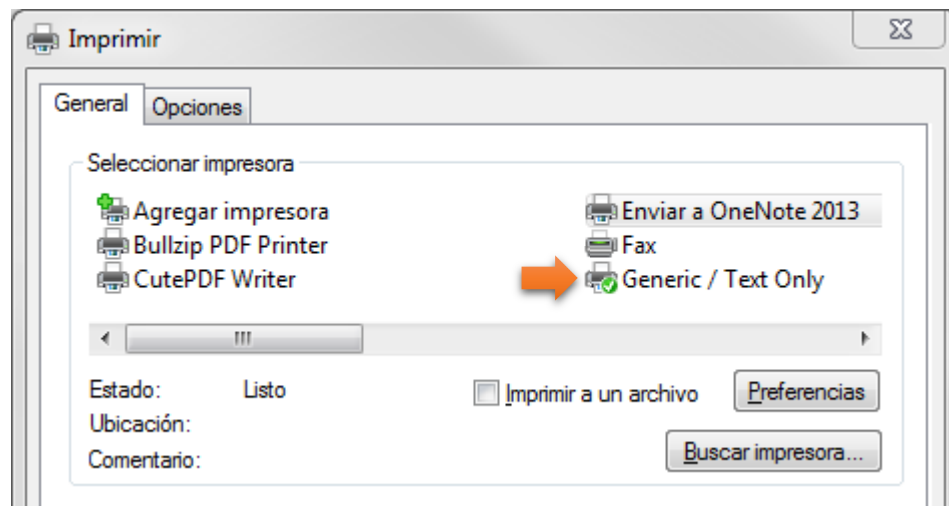 Imprimir
General Opciones
Seleccionar impresora
Agregar impresora Enviar a OneNote 2013
Bullzip PDF Printer Fax
CutePDF Writer Generic / Text Only
Estado: Listo Imprimir a un archivo Preferencias
Ubicación:
Comentario: Buscar impresora...